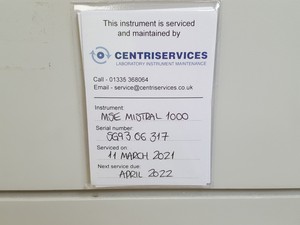 This instrument is serviced
and maintained by
CENTRISERVICES
LABORATORY INSTRUMENT MAINTENANCE
Call - 01335 368064
Email - service@centriservices.co.uk
Instrument:
MSE MISTRAL 1000
Serial number:
SG93 06 317
Serviced on:
11 MARCH 2021
Next service due:
APRIL 2022